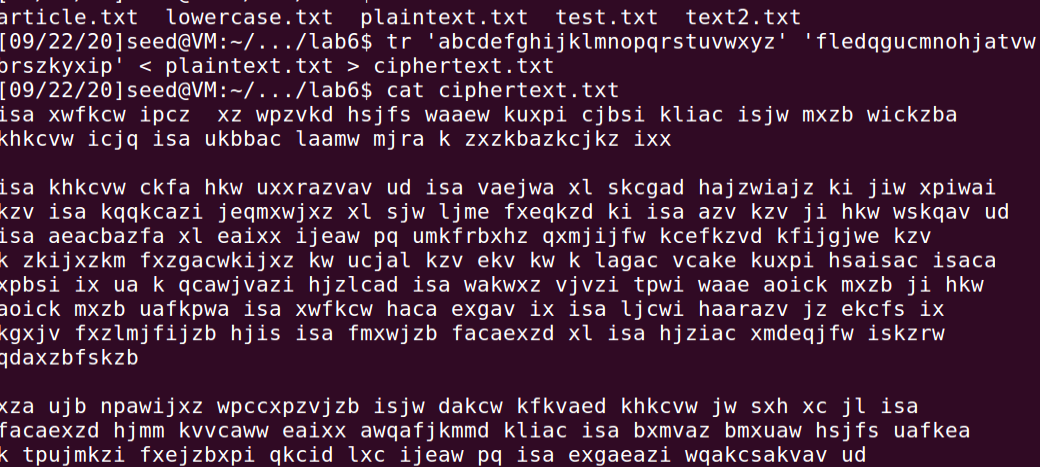 article.txt  lowercase.txt  plaintext.txt  test.txt  text2.txt
[09/22/20]seed@VM:~/.../lab6$ tr 'abcdefghijklmnopqrstuvwxyz' 'fledqgucmnohjatvw
brszkyxip' < plaintext.txt > ciphertext.txt
[09/22/20]seed@VM:~/.../lab6$ cat ciphertext.txt
isa xwfkcw ipcz  xz wpzvkd hsjfs waaew kuxpi cjbsi kliac isjw mxzb wickzba
khkcvw icjq isa ukbbac laamw mjra k zxzkbazkcjkz ixx

isa khkcvw ckfa hkw uxxrazvav ud isa vaejwa xl skcgad hajzwiajz ki jiw xpiwai
kzv isa kqqkcazi jeqmxwjxz xl sjw ljme fxeqkzd ki isa azv kzv ji hkw wskqav ud
isa aeacbazfa xl eaixx ijeaw pq umkfrbxhz qxmjijfw kcefkzvd kfijgjwe kzv
k zkijxzkm fxzgacwkijxz kw ucjal kzv ekv kw k lagac vcake kuxpi hsaisac isaca
xpbsi ix ua k qcawjvazi hjzlcad isa wakwxz vjvzi tpwi waae aoick mxzb ji hkw
aoick mxzb uafkpwa isa xwfkcw haca exgav ix isa ljcwi haarazv jz ekcfs ix
kgxjv fxzlmjfijzb hjis isa fmxwjzb facaexzd xl isa hjziac xmdeqjfw iskzrw
qdaxzbfskzb

xza ujb npawijxz wpccxpzvjzb isjw dakcw kfkvaed khkcvw jw sxh xc jl isa
facaexzd hjmm kvvcaww eaixx awqafjkmmd kliac isa bxmvaz bmxuaw hsjfs uafkea
k tpujmkzi fxejzbxpi qkcid lxc ijeaw pq isa exgaeazi wqakcsakvav ud